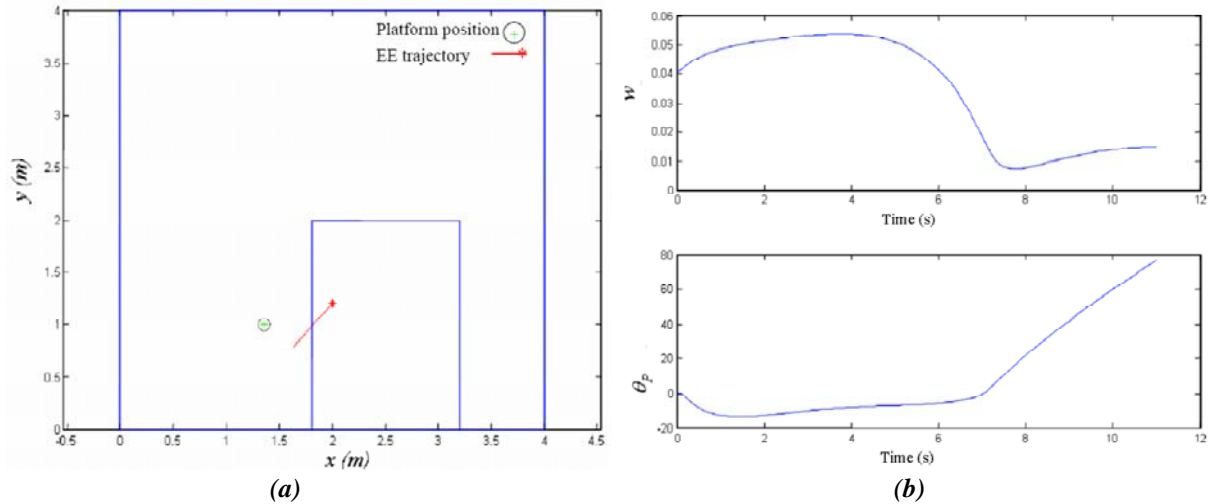 Platform position
EE trajectory
4
3.5
3
2.5
2
1.5
1
0.5
0
y (m)
-0.5 0 0.5 1 1.5 2 2.5 3 3.5 4 4.5
x (m)
(a)
0.06
0.05
0.04
0.03
0.02
0.01
0
w
0 2 4 6 8 10 12
Time (s)
80
60
40
20
0
-20
θP
0 2 4 6 8 10 12
Time (s)
(b)